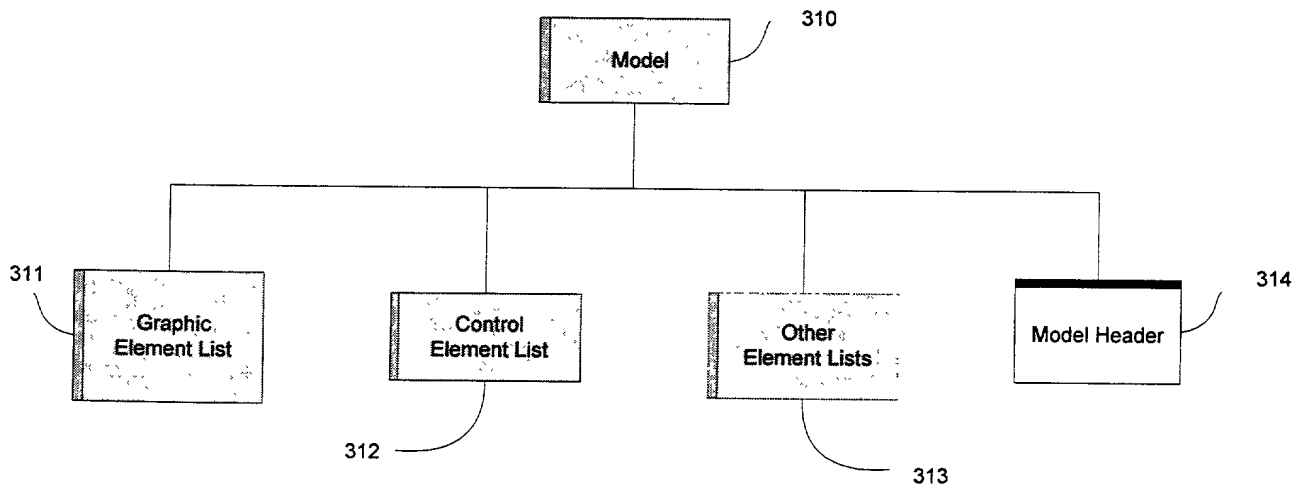 310
Model
311
Graphic
Element List
Control
Element List
Other
Element Lists
Model Header
314
312
313